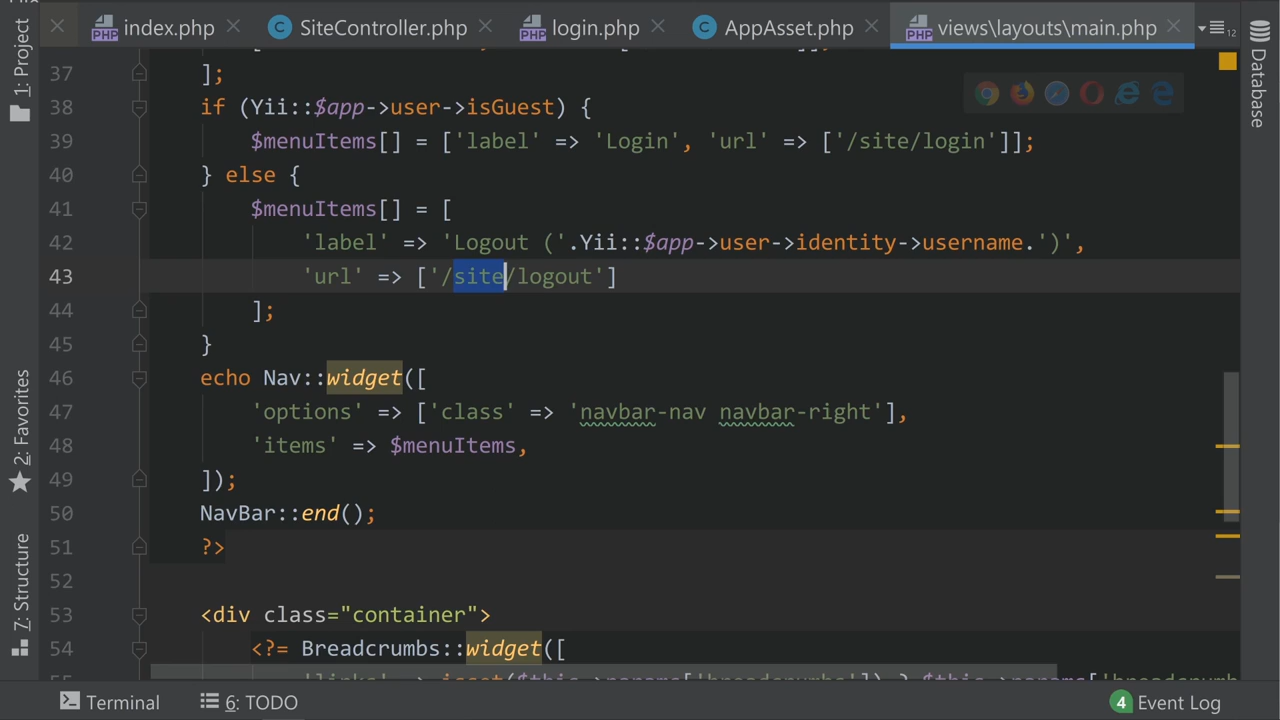 index.php
SiteController.php
login.php
AppAsset.php
views\layouts\main.php
12
1: Project
2: Favorites
7: Structure
Database
37 ];
38 if (Yii::$app->user->isGuest) {
39 $menuItems[] = ['label' => 'Login', 'url' => ['/site/login']];
40 } else {
41 $menuItems[] = [
42 'label' => 'Logout ('.Yii::$app->user->identity->username.')',
43 'url' => ['/site/logout']
44 ];
45 }
46 echo Nav::widget([
47 'options' => ['class' => 'navbar-nav navbar-right'],
48 'items' => $menuItems,
49 ]);
50 NavBar::end();
51 ?>
52
53 <div class="container">
54 <?= Breadcrumbs::widget([
Terminal
6: TODO
4 Event Log